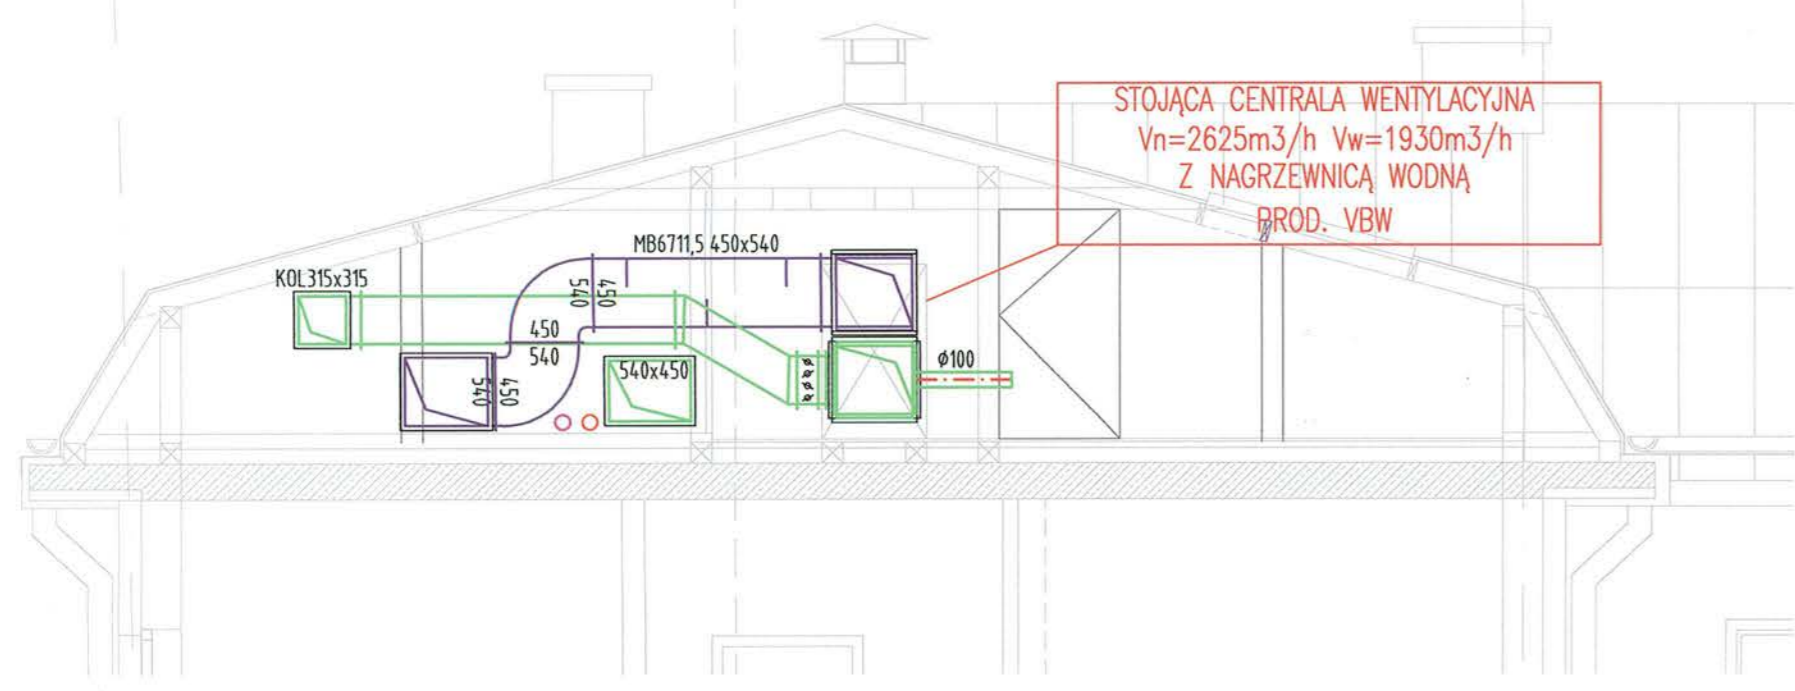 STOJĄCA CENTRALA WENTYLACYJNA
Vn=2625m3/h Vw=1930m3/h
Z NAGRZEWNICĄ WODNĄ
PROD. VBW
MB6711,5 450x540
KOL315x315
540
450
450
540
540x450
540
450
ϕ100